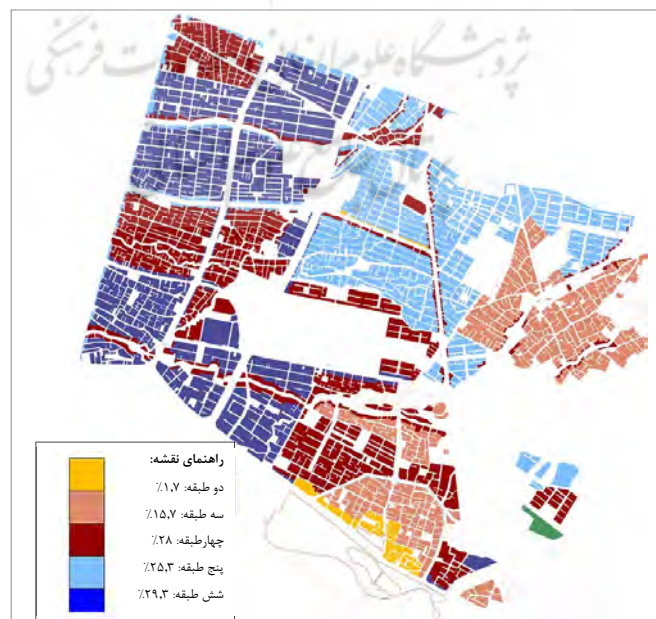 پژوهشگاه علوم انسانی و مطالعات فرهنگی
راهنمای نقشه:
دو طبقه: ۱,۷٪
سه طبقه: ۱۵,۷٪
چهارطبقه: ۲۸٪
پنج طبقه: ۲۵,۳٪
شش طبقه: ۲۹,۳٪